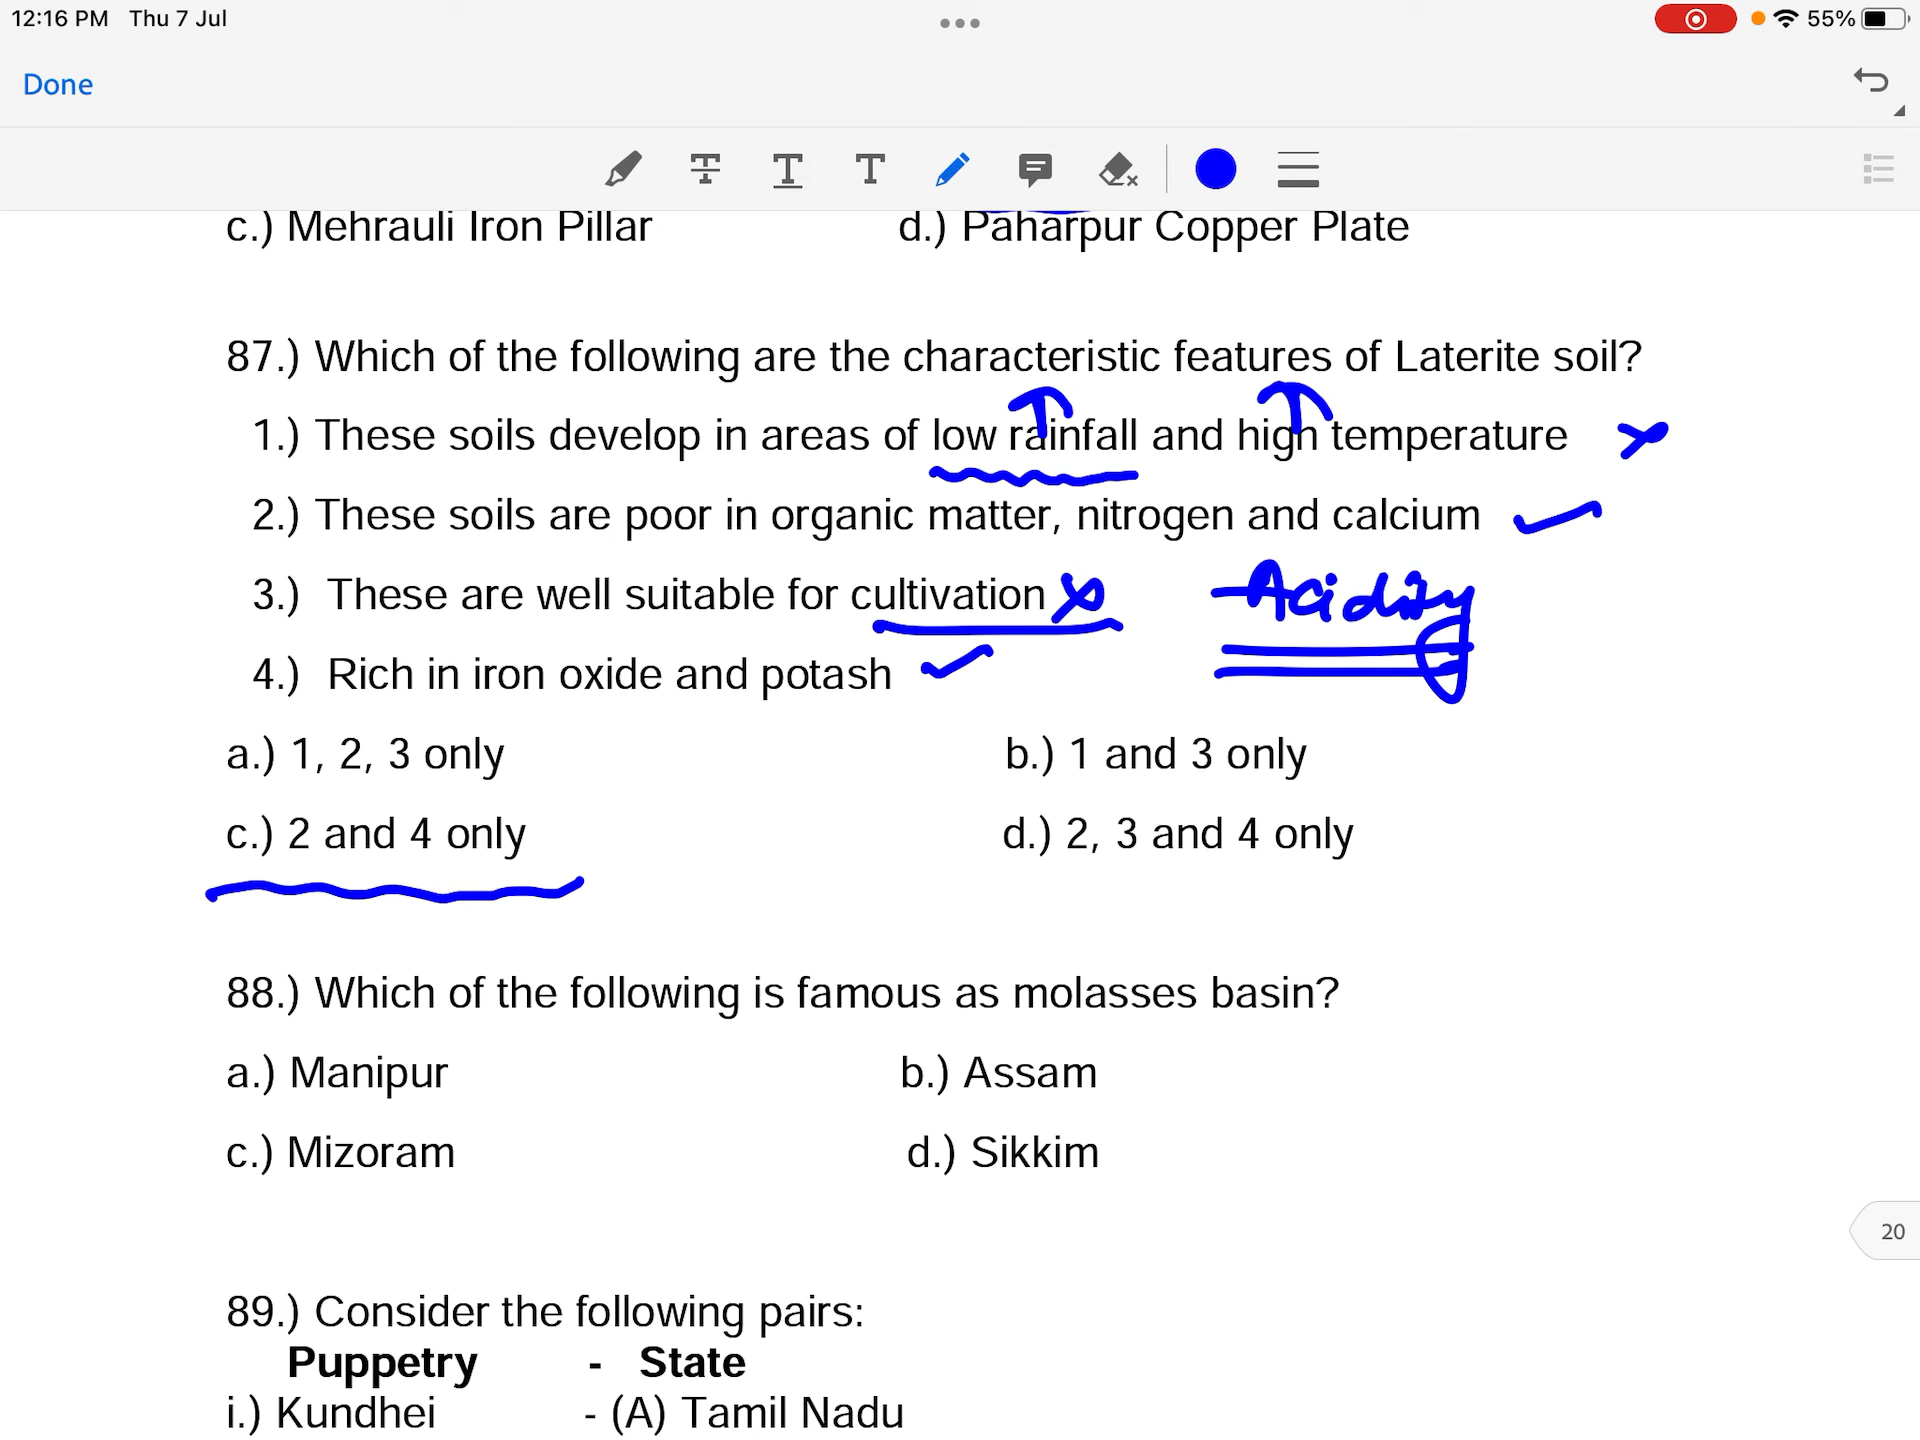 12:16 PM Thu 7 Jul
55%
Done
c.) Mehrauli Iron Pillar d.) Paharpur Copper Plate
87.) Which of the following are the characteristic features of Laterite soil?
1.) These soils develop in areas of low rainfall and high temperature
2.) These soils are poor in organic matter, nitrogen and calcium
3.) These are well suitable for cultivation Acidity
4.) Rich in iron oxide and potash
a.) 1, 2, 3 only b.) 1 and 3 only
c.) 2 and 4 only d.) 2, 3 and 4 only
88.) Which of the following is famous as molasses basin?
a.) Manipur b.) Assam
c.) Mizoram d.) Sikkim
20
89.) Consider the following pairs:
Puppetry - State
i.) Kundhei - (A) Tamil Nadu